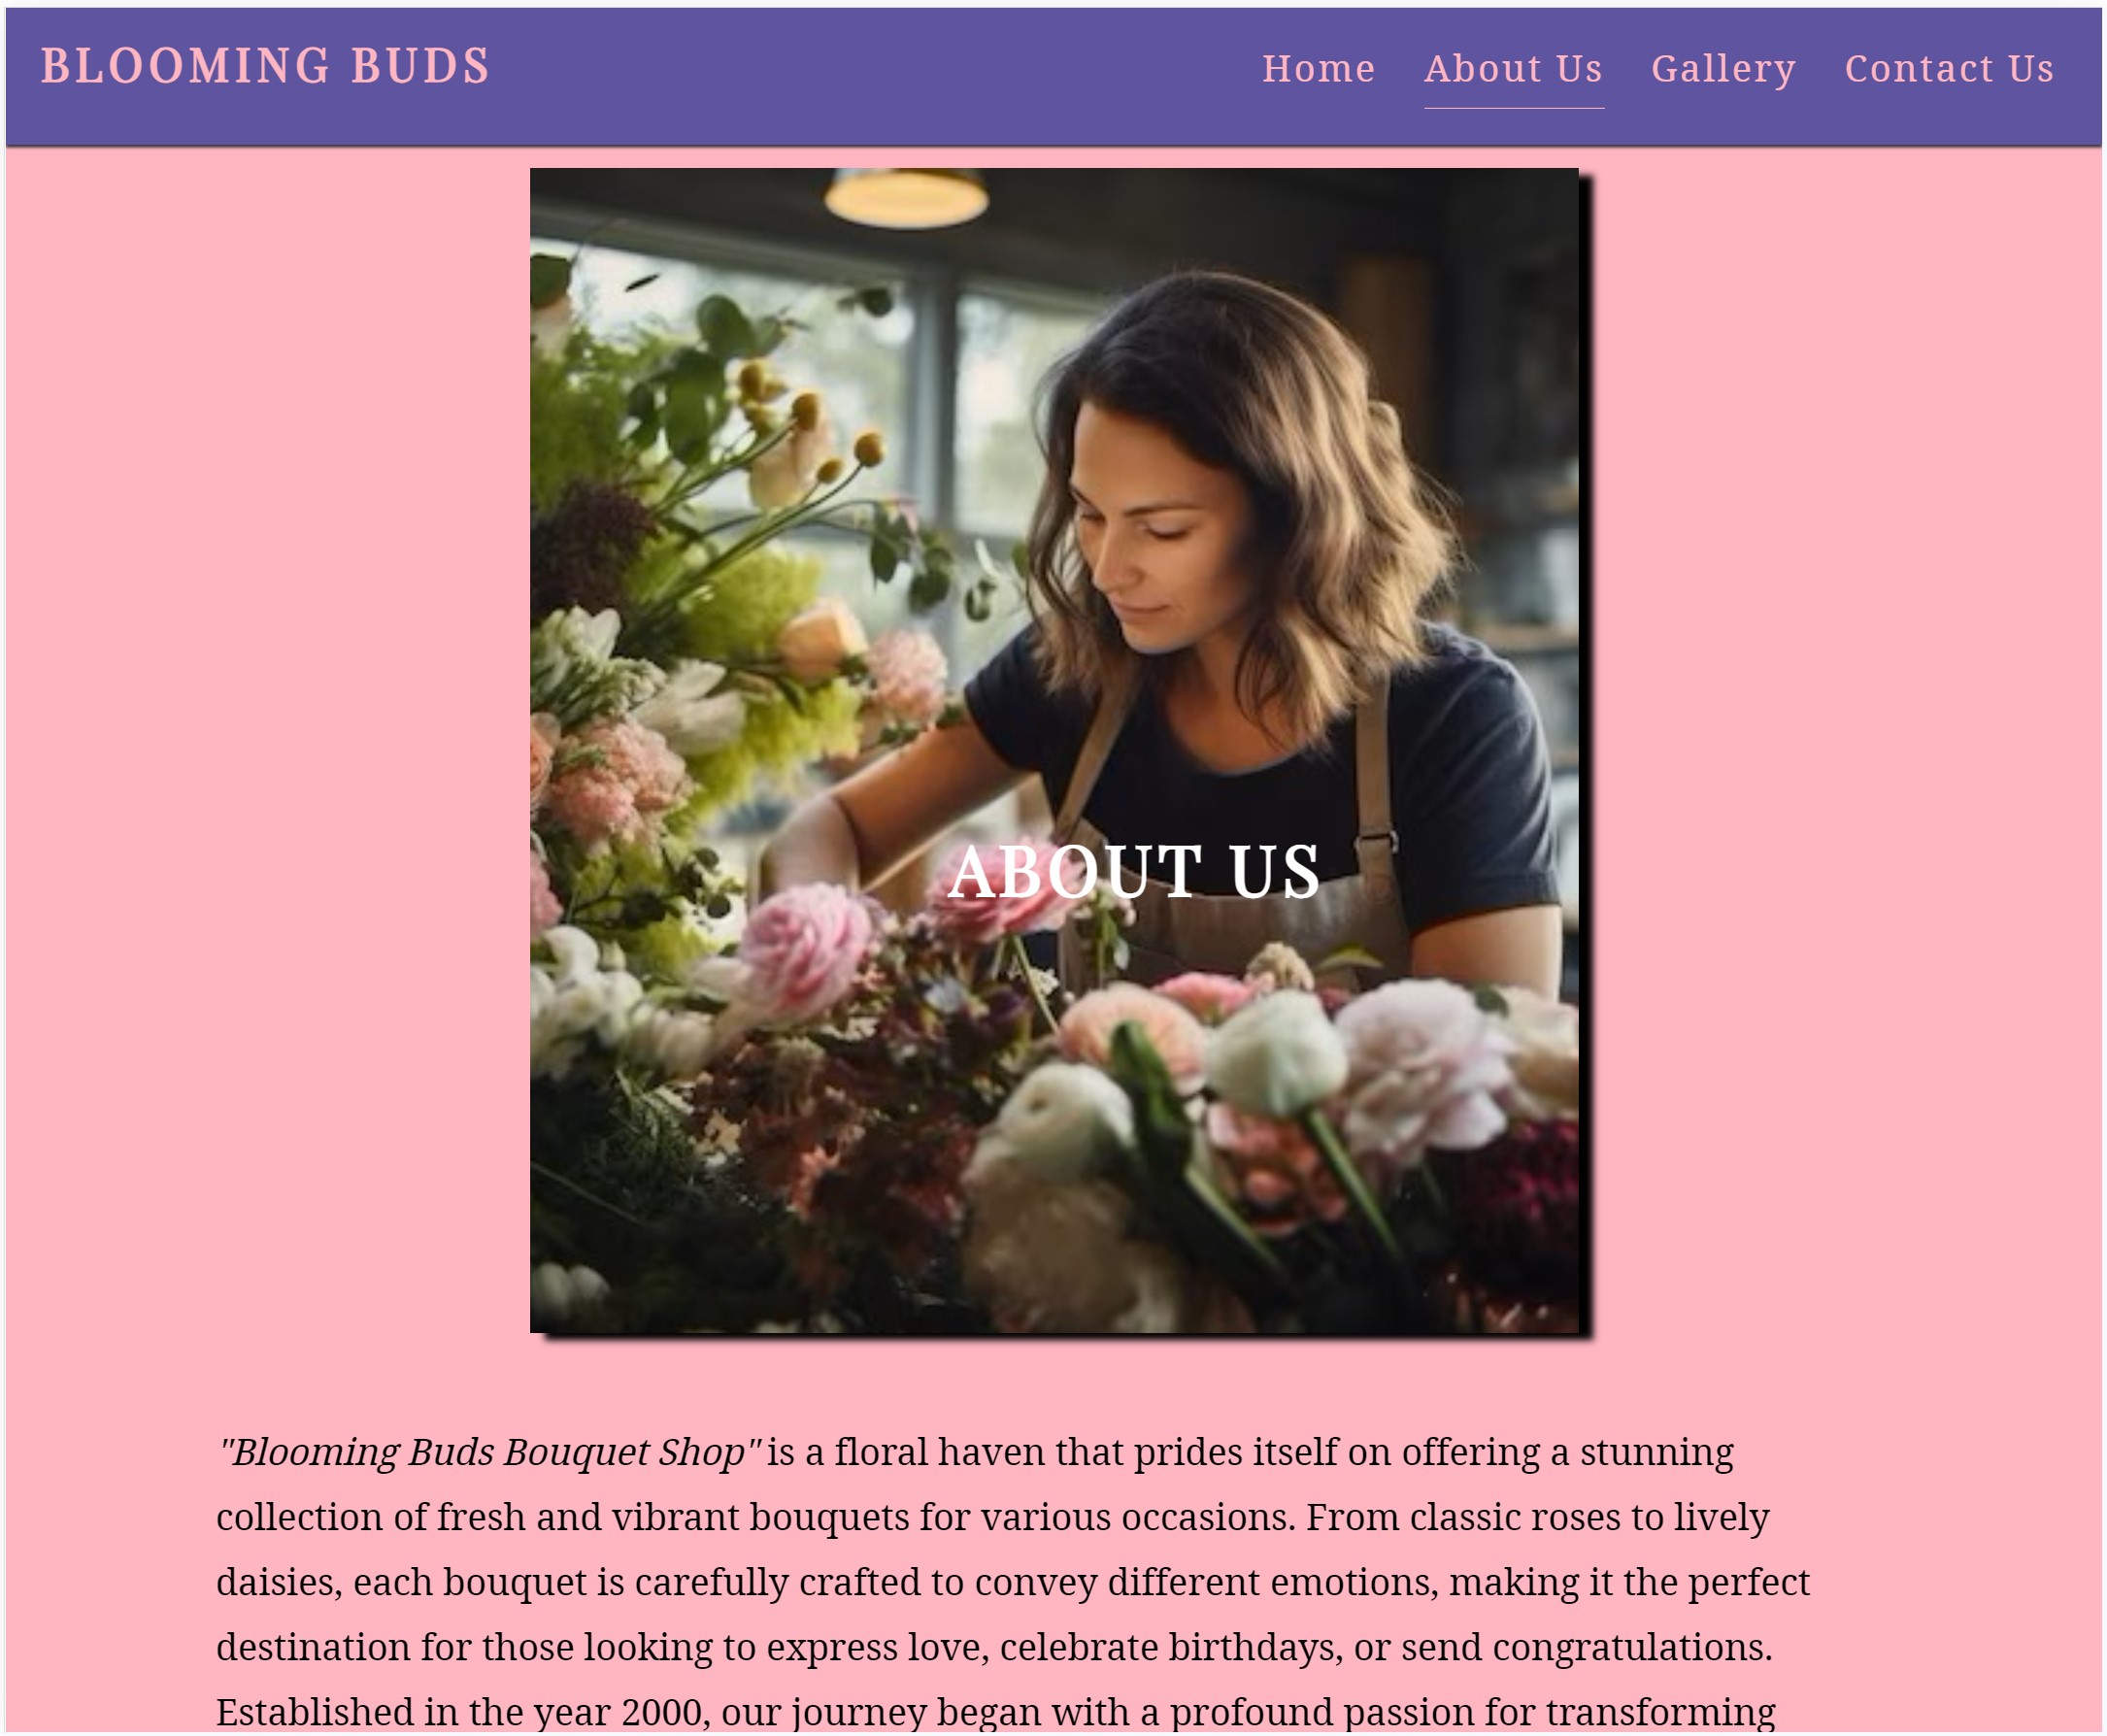 BLOOMING BUDS
Home About Us Gallery Contact Us
ABOUT US
"Blooming Buds Bouquet Shop" is a floral haven that prides itself on offering a stunning
collection of fresh and vibrant bouquets for various occasions. From classic roses to lively
daisies, each bouquet is carefully crafted to convey different emotions, making it the perfect
destination for those looking to express love, celebrate birthdays, or send congratulations.
Established in the year 2000, our journey began with a profound passion for transforming